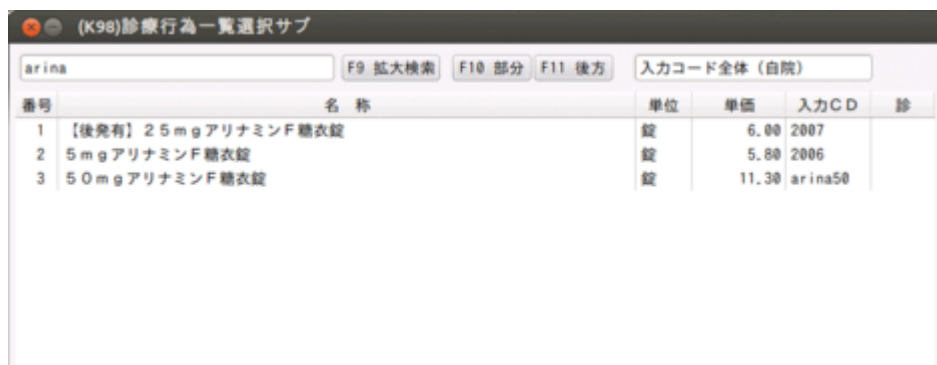 (K98)診療行為一覧選択サブ
arina F9 拡大検索 F10 部分 F11 後方 入力コード全体（自院）
番号 名　称 単位 単価 入力ＣＤ 診
1 【後発有】２５ｍｇアリナミンＦ糖衣錠 錠 6.00 2007
2 ５ｍｇアリナミンＦ糖衣錠 錠 5.80 2006
3 ５０ｍｇアリナミンＦ糖衣錠 錠 11.30 arina50